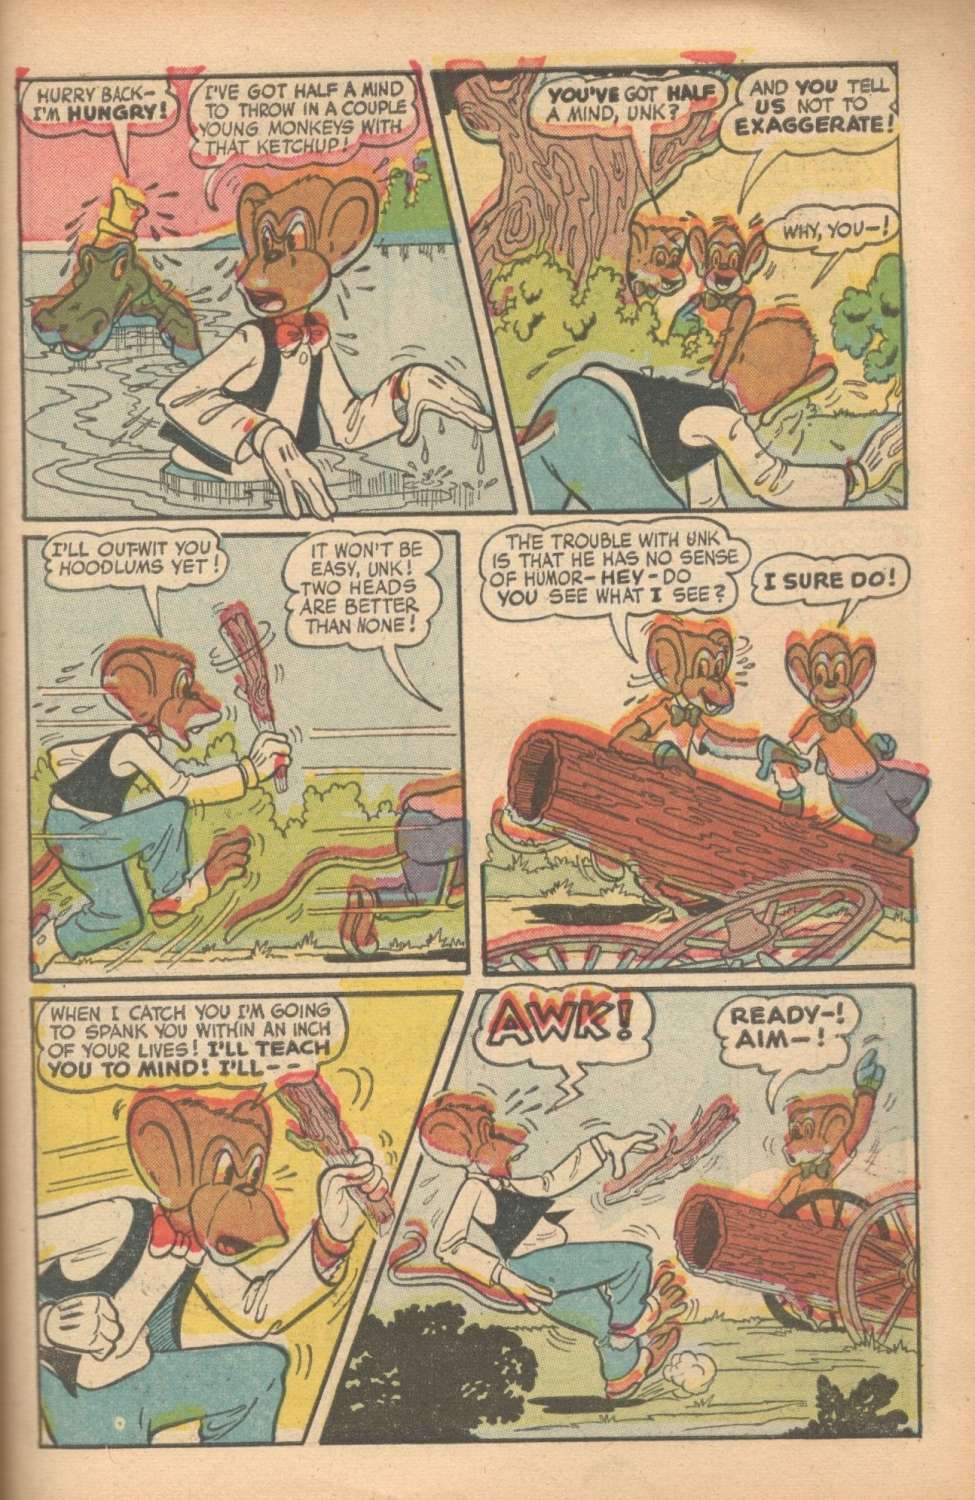 HURRY BACK—
I'M HUNGRY!
I'VE GOT HALF A MIND
TO THROW IN A COUPLE
YOUNG MONKEYS WITH
THAT KETCHUP!
YOU'VE GOT HALF
A MIND, UNK?
AND YOU TELL
US NOT TO
EXAGGERATE!
WHY, YOU—!
I'LL OUT-WIT YOU
HOODLUMS YET!
IT WON'T BE
EASY, UNK!
TWO HEADS
ARE BETTER
THAN NONE!
THE TROUBLE WITH UNK
IS THAT HE HAS NO SENSE
OF HUMOR—HEY—DO
YOU SEE WHAT I SEE?
I SURE DO!
WHEN I CATCH YOU I'M GOING
TO SPANK YOU WITHIN AN INCH
OF YOUR LIVES! I'LL TEACH
YOU TO MIND! I'LL--
AWK!
READY—!
AIM—!